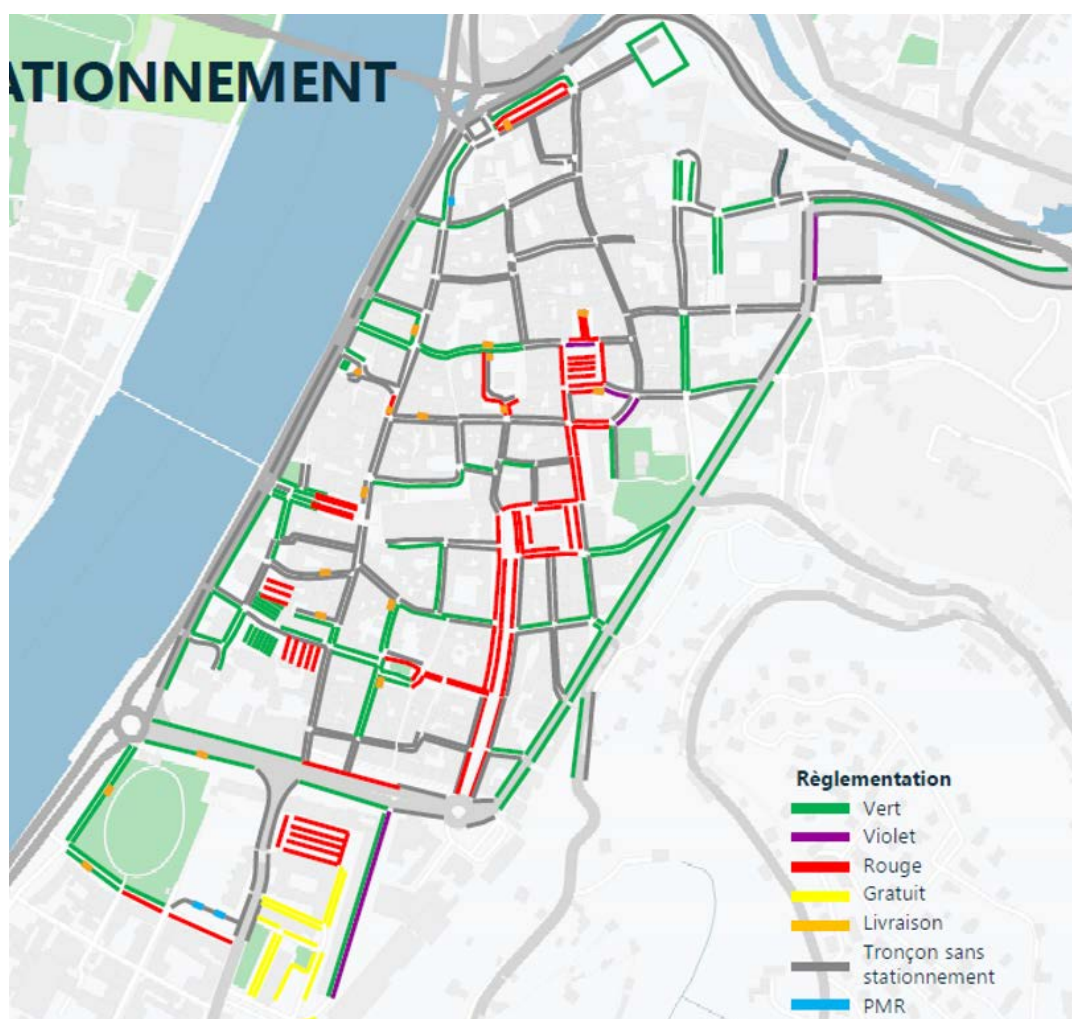 ATIONNEMENT
Règlementation
Vert
Violet
Rouge
Gratuit
Livraison
Tronçon sans
stationnement
PMR